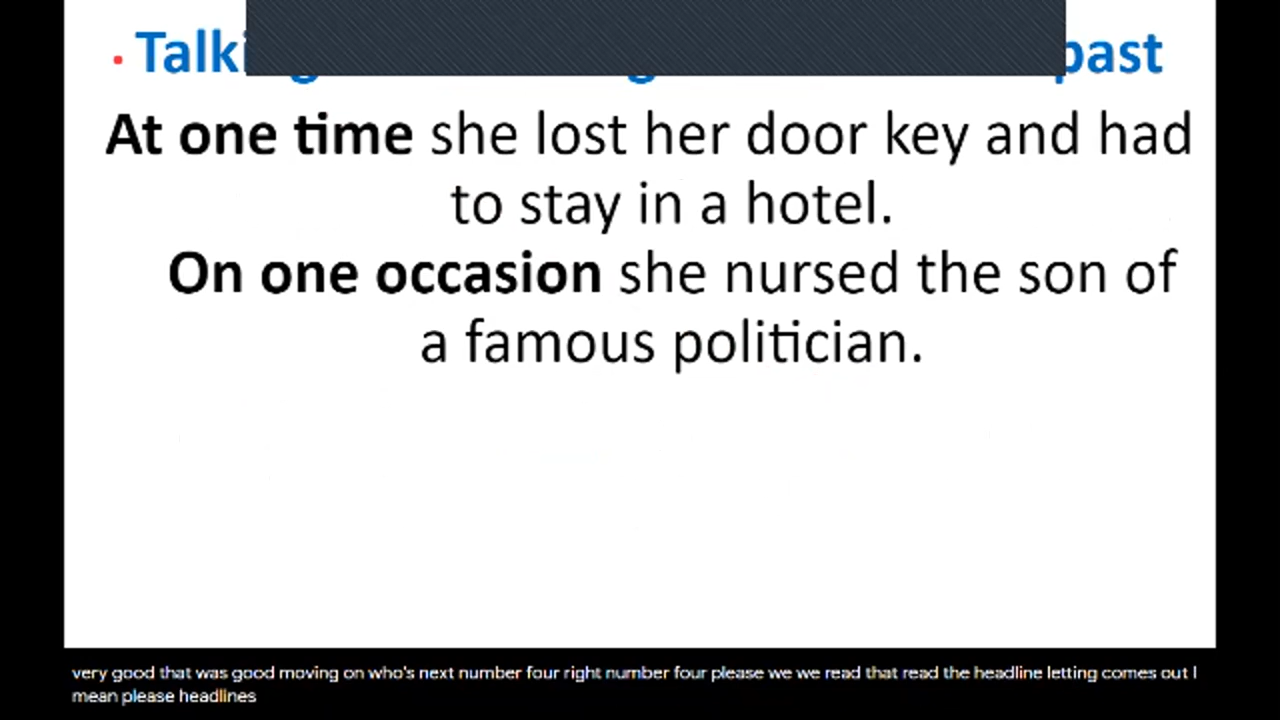 · Talki past
At one time she lost her door key and had
to stay in a hotel.
On one occasion she nursed the son of
a famous politician.
very good that was good moving on who's next number four right number four please we we read that read the headline letting comes out I
mean please headlines